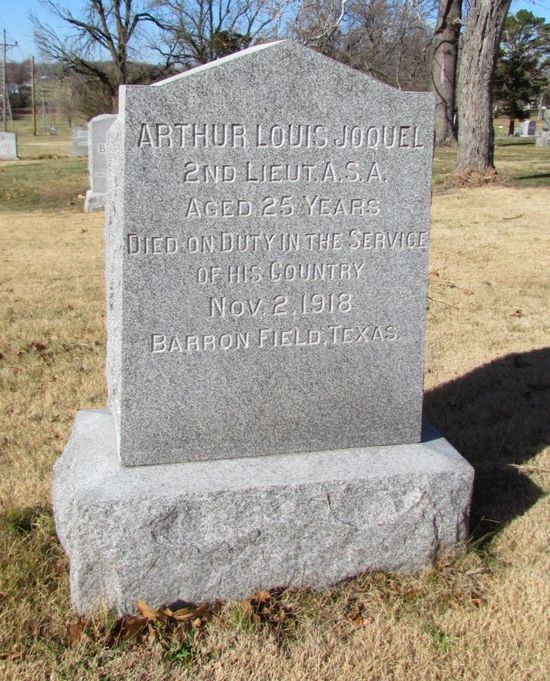 ARTHUR LOUIS JOQUEL
2ND LIEUT. A. S. A.
AGED 25 YEARS
DIED ON DUTY IN THE SERVICE
OF HIS COUNTRY
NOV. 2, 1918
BARRON FIELD, TEXAS